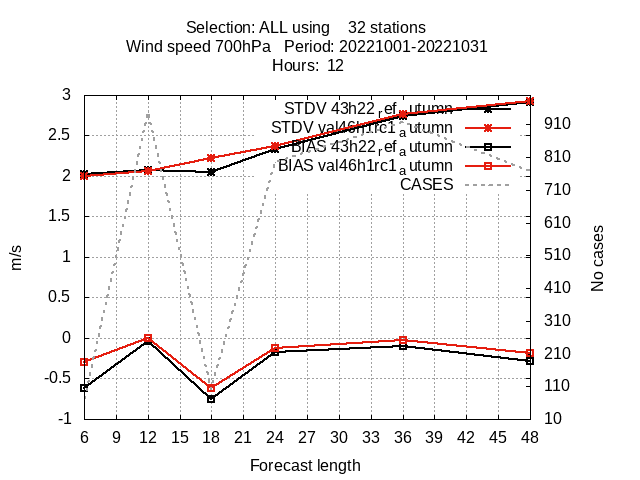 Selection: ALL using    32 stations
Wind speed 700hPa   Period: 20221001-20221031
Hours:  12
STDV 43h22_ref_autumn
STDV val46h1rc1_autumn
BIAS 43h22_ref_autumn
BIAS val46h1rc1_autumn
CASES
3
2.5
2
1.5
1
0.5
0
-0.5
-1
m/s
910
810
710
610
510
410
310
210
110
10
No cases
6 9 12 15 18 21 24 27 30 33 36 39 42 45 48
Forecast length